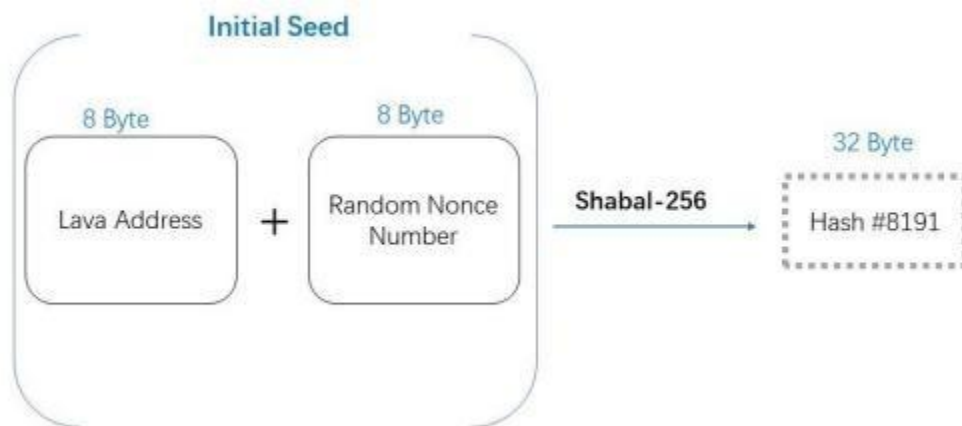 Initial Seed
8 Byte
8 Byte
32 Byte
Lava Address
+
Random Nonce
Number
Shabal-256
Hash #8191